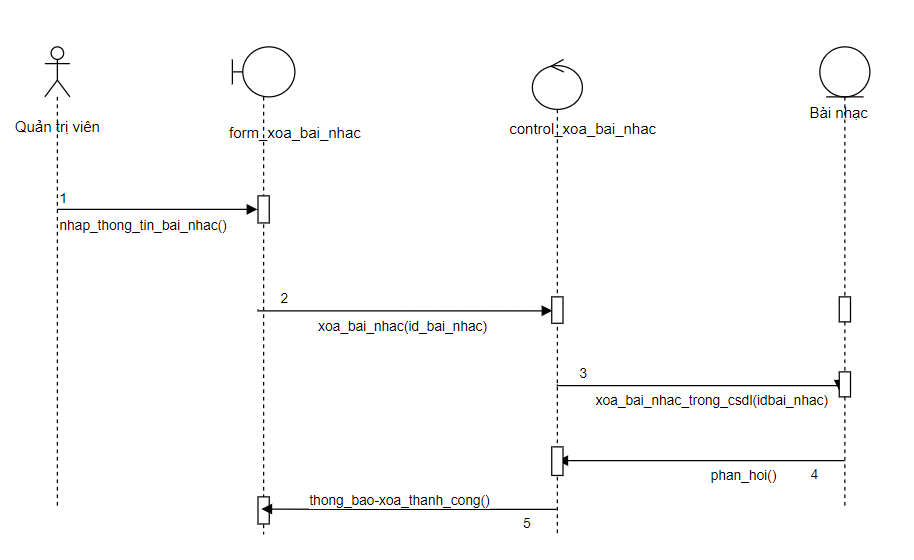 Quản trị viên
form_xoa_bai_nhac
control_xoa_bai_nhac
Bài nhạc
1
nhap_thong_tin_bai_nhac()
2
xoa_bai_nhac(id_bai_nhac)
3
xoa_bai_nhac_trong_csdl(idbai_nhac)
phan_hoi()
4
thong_bao-xoa_thanh_cong()
5